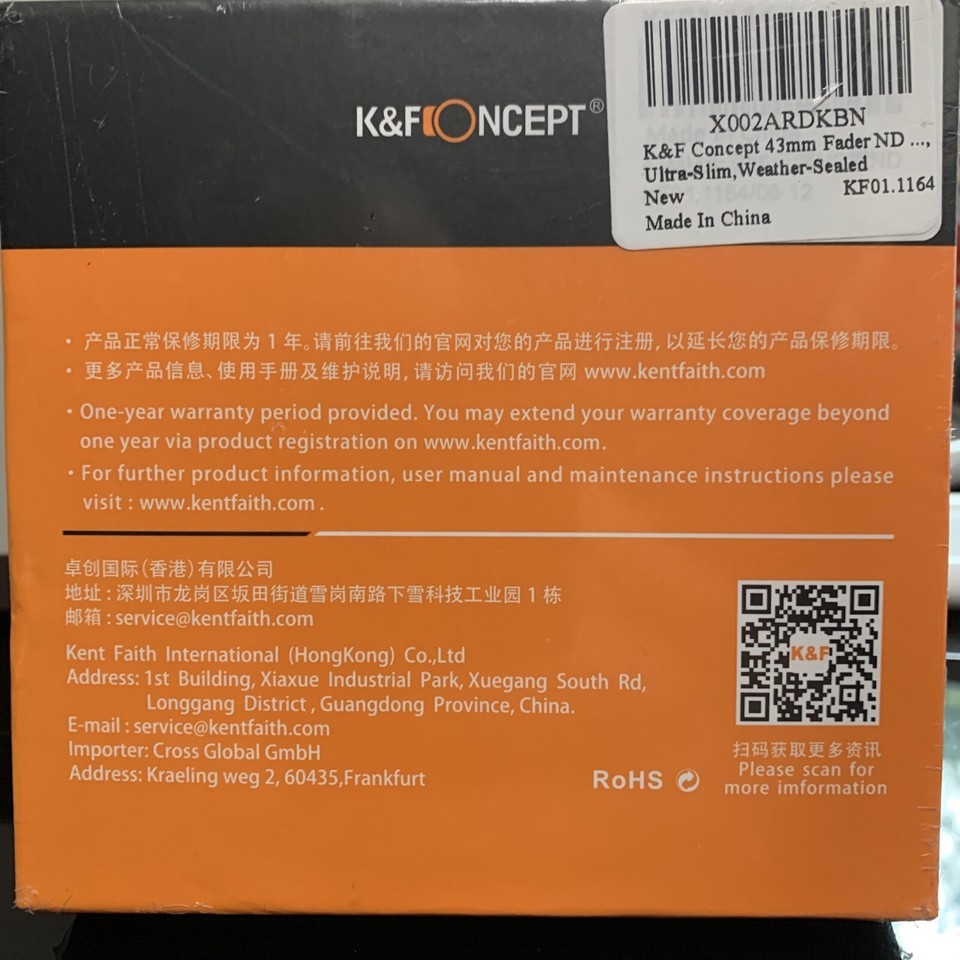 K&F CONCEPT®
X002ARDKBN
K&F Concept 43mm Fader ND ...,
Ultra-Slim,Weather-Sealed
New KF01.1164
Made In China
· 产品正常保修期限为 1 年。请前往我们的官网对您的产品进行注册, 以延长您的产品保修期限。
· 更多产品信息、使用手册及维护说明, 请访问我们的官网 www.kentfaith.com
· One-year warranty period provided. You may extend your warranty coverage beyond
one year via product registration on www.kentfaith.com.
· For further product information, user manual and maintenance instructions please
visit : www.kentfaith.com .
卓创国际(香港)有限公司
地址 : 深圳市龙岗区坂田街道雪岗南路下雪科技工业园 1 栋
邮箱 : service@kentfaith.com
Kent Faith International (HongKong) Co.,Ltd
Address: 1st Building, Xiaxue Industrial Park, Xuegang South Rd,
Longgang District , Guangdong Province, China.
E-mail : service@kentfaith.com
Importer: Cross Global GmbH
Address: Kraeling weg 2, 60435,Frankfurt
RoHS
K&F
扫码获取更多资讯
Please scan for
more imformation